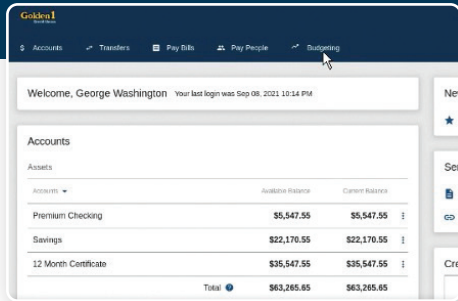 Golden 1
$ Accounts Transfers Pay Bills Pay People Budgeting
Welcome, George Washington Your last login was Sep 08, 2021 10:14 PM
Accounts
Assets
Accounts Available Balance Current Balance
Premium Checking $5,547.55 $5,547.55
Savings $22,170.55 $22,170.55
12 Month Certificate $35,547.55 $35,547.55
Total $63,265.65 $63,265.65